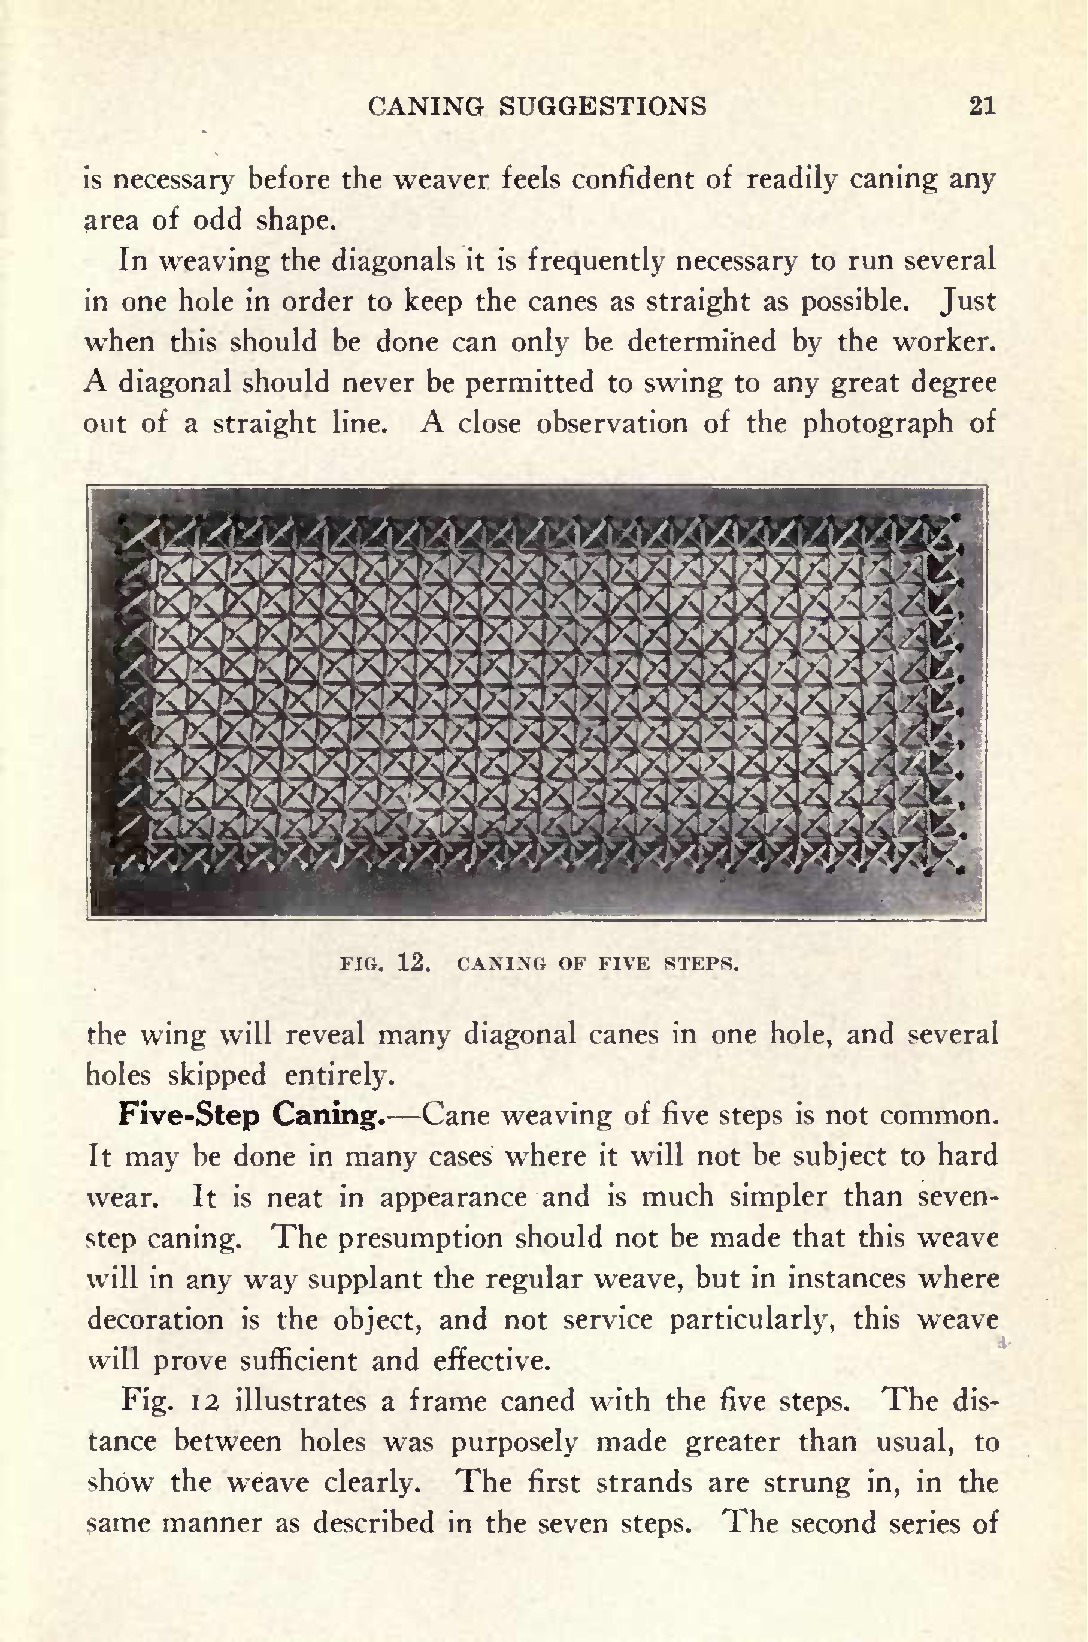 CANING SUGGESTIONS 21
is necessary before the weaver feels confident of readily caning any
area of odd shape.
In weaving the diagonals it is frequently necessary to run several
in one hole in order to keep the canes as straight as possible. Just
when this should be done can only be determined by the worker.
A diagonal should never be permitted to swing to any great degree
out of a straight line. A close observation of the photograph of
FIG. 12. CANING OF FIVE STEPS.
the wing will reveal many diagonal canes in one hole, and several
holes skipped entirely.
Five-Step Caning.—Cane weaving of five steps is not common.
It may be done in many cases where it will not be subject to hard
wear. It is neat in appearance and is much simpler than seven-
step caning. The presumption should not be made that this weave
will in any way supplant the regular weave, but in instances where
decoration is the object, and not service particularly, this weave
will prove sufficient and effective.
Fig. 12 illustrates a frame caned with the five steps. The dis-
tance between holes was purposely made greater than usual, to
show the weave clearly. The first strands are strung in, in the
same manner as described in the seven steps. The second series of